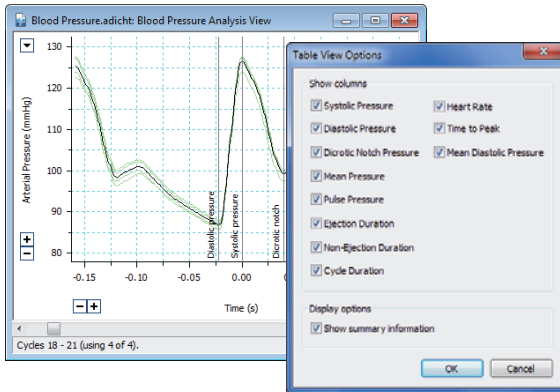 Blood Pressure.adicht: Blood Pressure Analysis View
130
120
110
100
90
80
Arterial Pressure (mmHg)
Diastolic pressure
Systolic pressure
Dicrotic notch
-0.15
-0.10
-0.05
0.00
0.05
Time (s)
Cycles 18 - 21 (using 4 of 4).
Table View Options
Show columns
Systolic Pressure
Diastolic Pressure
Dicrotic Notch Pressure
Mean Pressure
Pulse Pressure
Ejection Duration
Non-Ejection Duration
Cycle Duration
Heart Rate
Time to Peak
Mean Diastolic Pressure
Display options
Show summary information
OK
Cancel